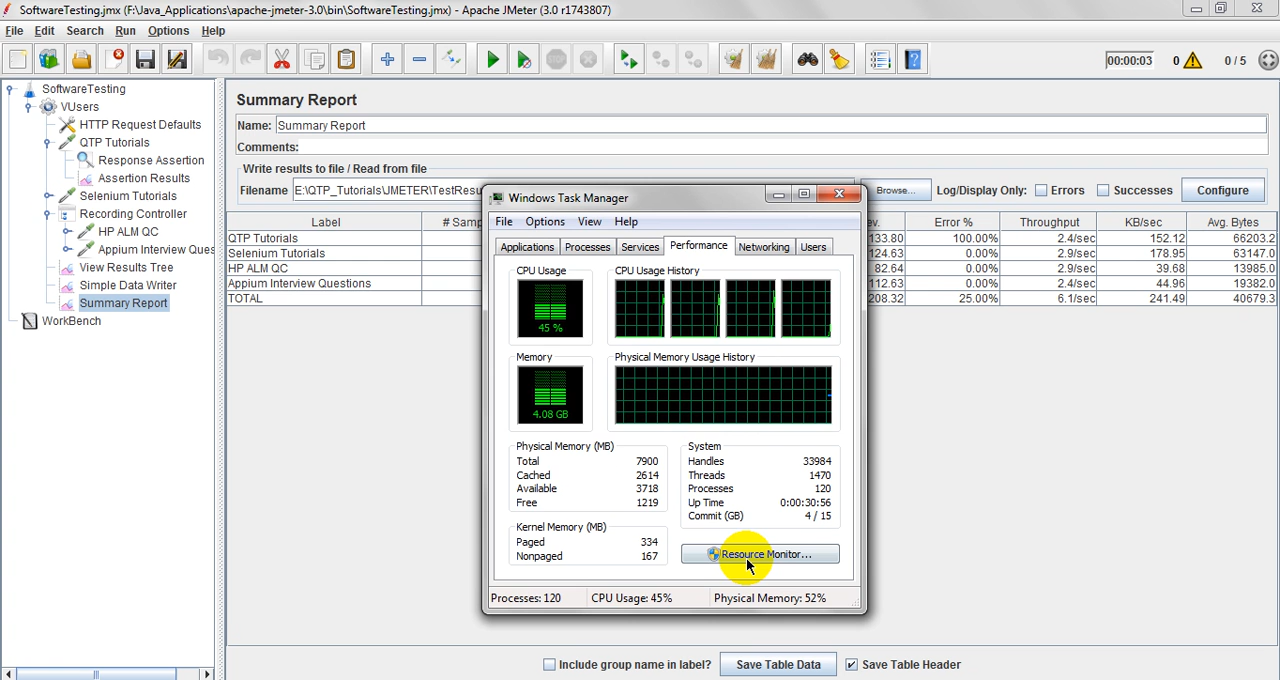 SoftwareTesting.jmx (F:\Java_Applications\apache-jmeter-3.0\bin\SoftwareTesting.jmx) - Apache JMeter (3.0 r1743807)
File Edit Search Run Options Help
00:00:03 0 0 / 5
SoftwareTesting
VUsers
HTTP Request Defaults
QTP Tutorials
Response Assertion
Assertion Results
Selenium Tutorials
Recording Controller
HP ALM QC
Appium Interview Ques
View Results Tree
Simple Data Writer
Summary Report
WorkBench
Summary Report
Name: Summary Report
Comments:
Write results to file / Read from file
Filename E:\QTP_Tutorials\JMETER\TestResu Browse... Log/Display Only: Errors Successes Configure
Label # Samp ev. Error % Throughput KB/sec Avg. Bytes
QTP Tutorials 133.80 100.00% 2.4/sec 152.12 66203.2
Selenium Tutorials 124.63 0.00% 2.9/sec 178.95 63147.0
HP ALM QC 82.64 0.00% 2.9/sec 39.68 13985.0
Appium Interview Questions 112.63 0.00% 2.4/sec 44.96 19382.0
TOTAL 208.32 25.00% 6.1/sec 241.49 40679.3
Windows Task Manager
File Options View Help
Applications Processes Services Performance Networking Users
CPU Usage CPU Usage History
45 %
Memory Physical Memory Usage History
4.08 GB
Physical Memory (MB)
Total 7900
Cached 2614
Available 3718
Free 1219
Kernel Memory (MB)
Paged 334
Nonpaged 167
System
Handles 33984
Threads 1470
Processes 120
Up Time 0:00:30:56
Commit (GB) 4 / 15
Resource Monitor...
Processes: 120 CPU Usage: 45% Physical Memory: 52%
Include group name in label? Save Table Data Save Table Header